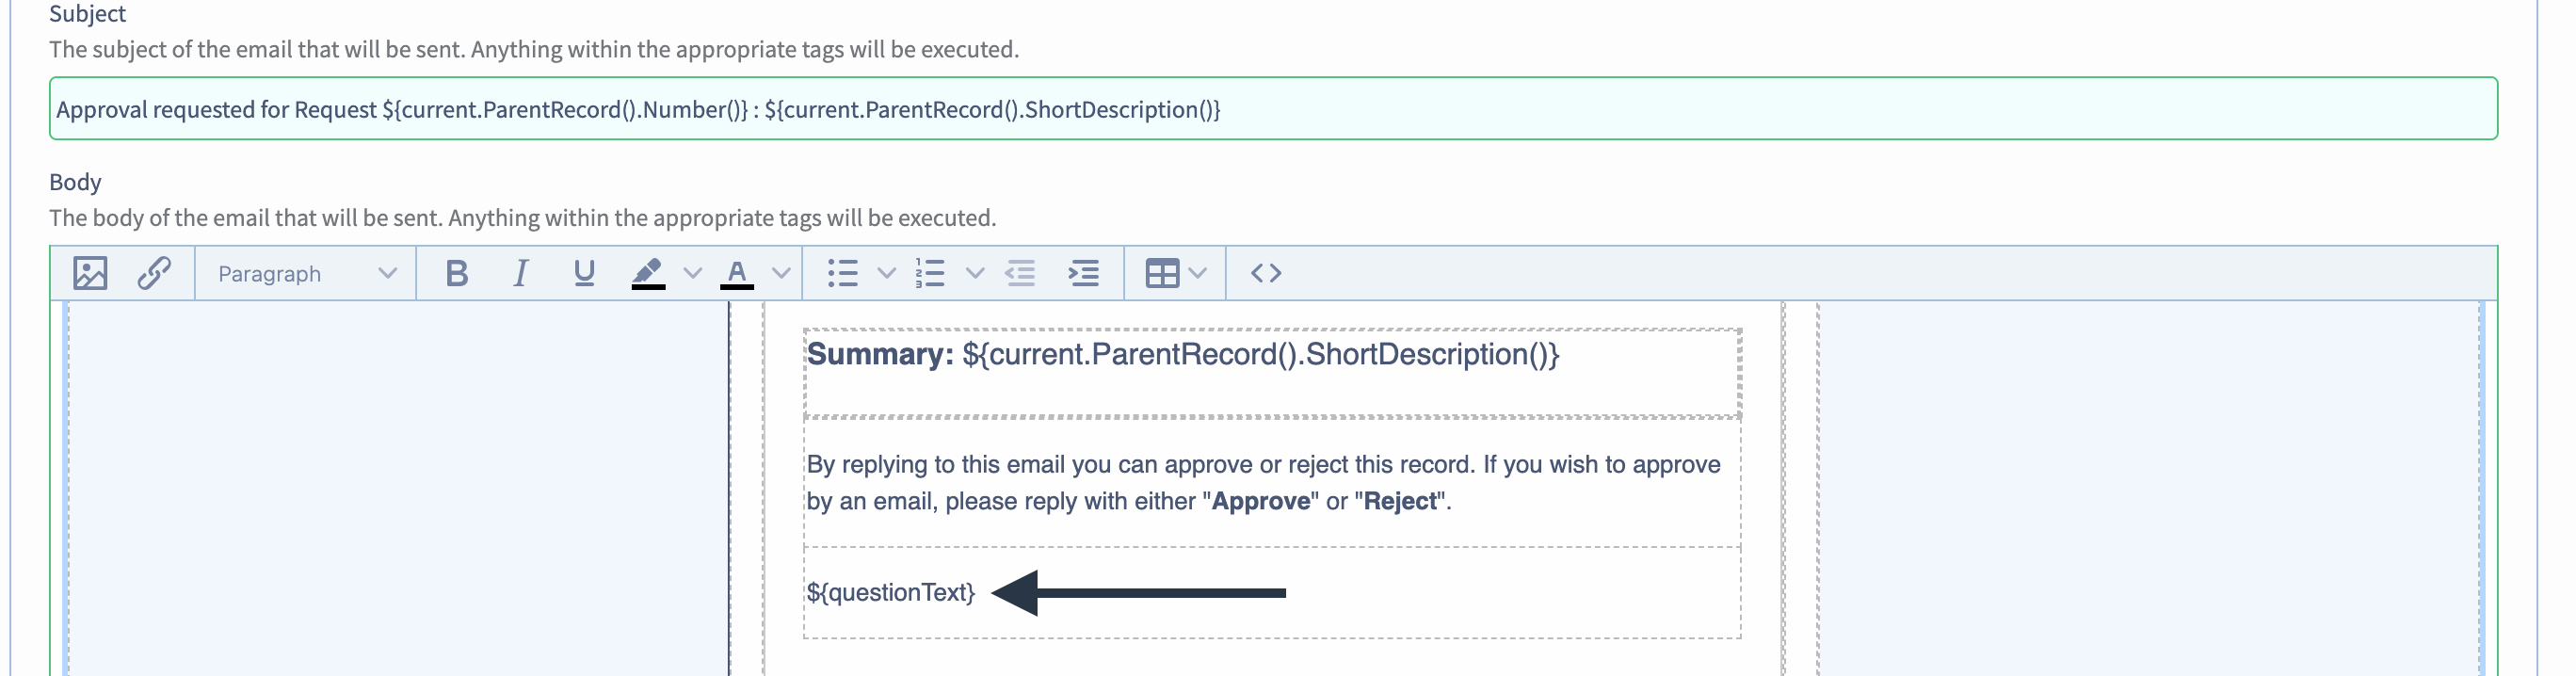 Subject
The subject of the email that will be sent. Anything within the appropriate tags will be executed.
Approval requested for Request ${current.ParentRecord().Number()} : ${current.ParentRecord().ShortDescription()}
Body
The body of the email that will be sent. Anything within the appropriate tags will be executed.
Paragraph
Summary: ${current.ParentRecord().ShortDescription()}
By replying to this email you can approve or reject this record. If you wish to approve
by an email, please reply with either "Approve" or "Reject".
${questionText}